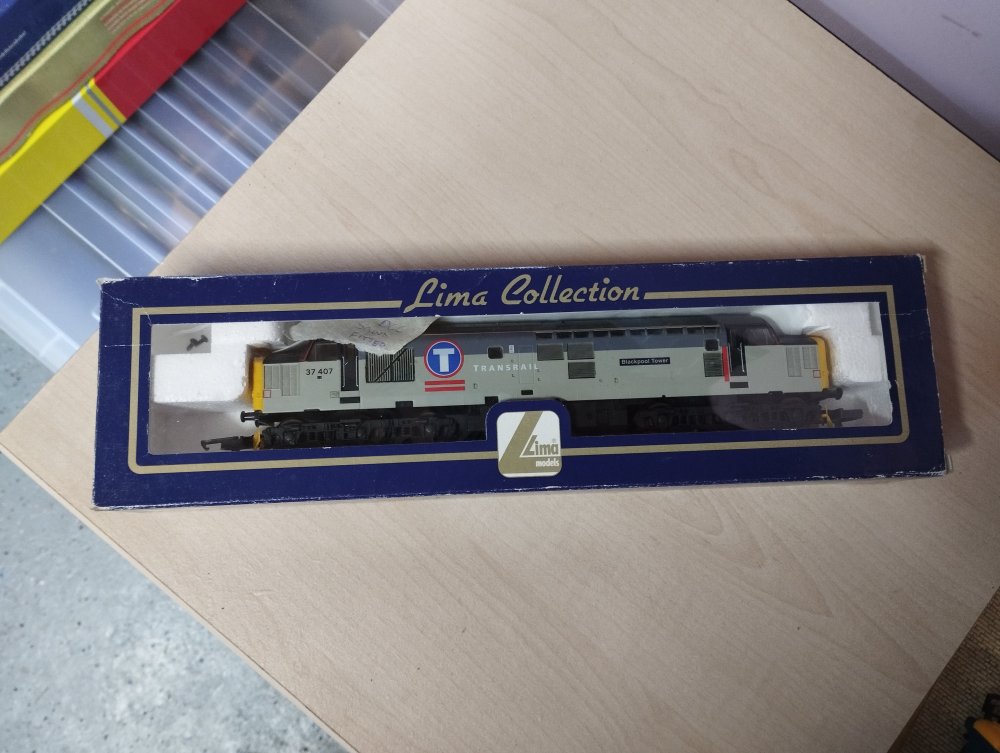 Lima Collection
37 407
T
TRANSRAIL
Blackpool Tower
Lima
models